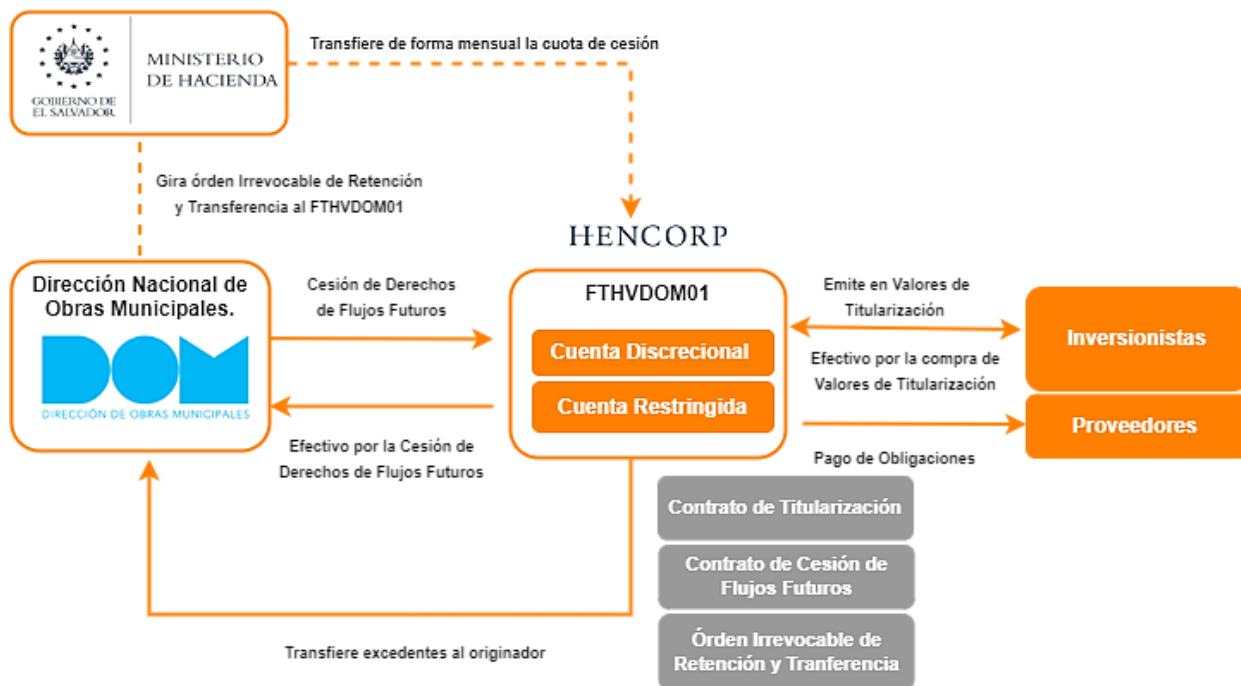 GOBIERNO DE
EL SALVADOR
MINISTERIO
DE HACIENDA
Transfiere de forma mensual la cuota de cesión
Gira órden Irrevocable de Retención
y Transferencia al FTHVDOM01
HENCORP
Dirección Nacional de
Obras Municipales.
DOM
DIRECCIÓN DE OBRAS MUNICIPALES
Cesión de Derechos
de Flujos Futuros
Efectivo por la Cesión de
Derechos de Flujos Futuros
FTHVDOM01
Cuenta Discrecional
Cuenta Restringida
Emite en Valores de
Titularización
Efectivo por la compra de
Valores de Titularización
Pago de Obligaciones
Inversionistas
Proveedores
Contrato de Titularización
Contrato de Cesión de
Flujos Futuros
Órden Irrevocable de
Retención y Tranferencia
Transfiere excedentes al originador